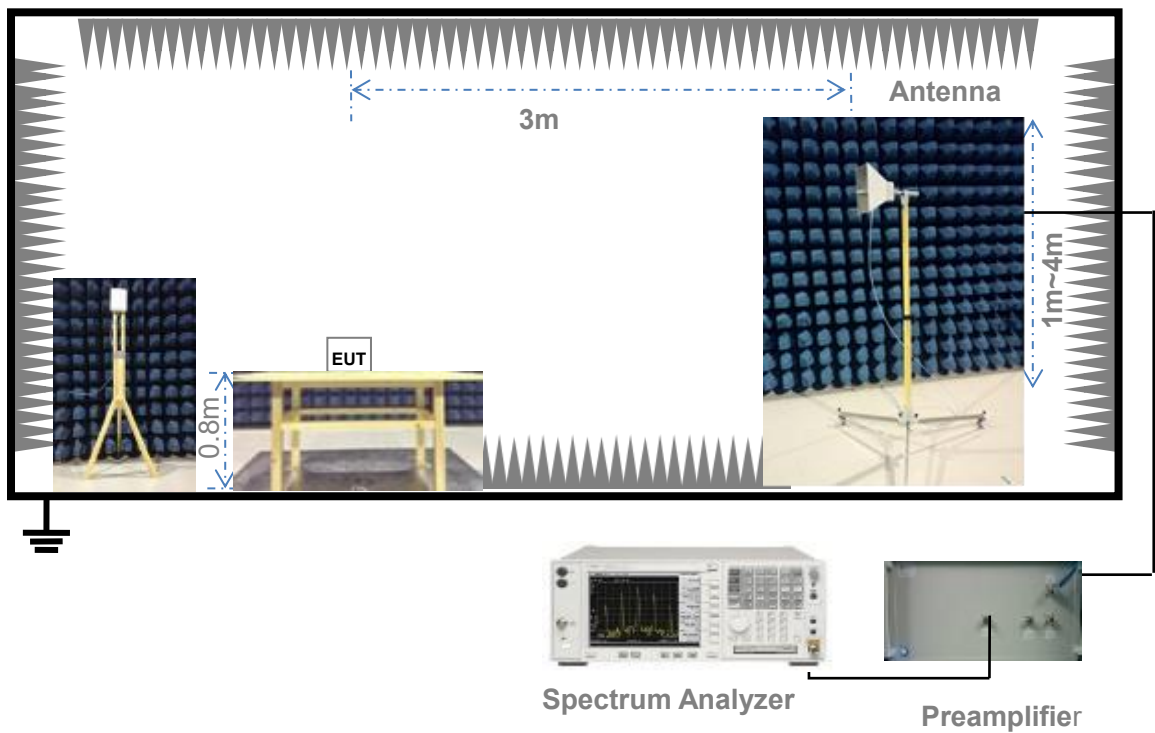 Antenna
3m
1m~4m
EUT
0.8m
Spectrum Analyzer
Preamplifier